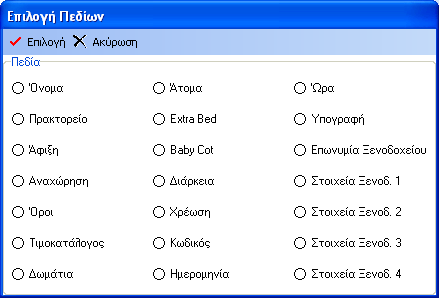 Επιλογή Πεδίων
Επιλογή Ακύρωση
Πεδία
Όνομα Άτομα Ώρα
Πρακτορείο Extra Bed Υπογραφή
Άφιξη Baby Cot Επωνυμία Ξενοδοχείου
Αναχώρηση Διάρκεια Στοιχεία Ξενοδ. 1
Όροι Χρέωση Στοιχεία Ξενοδ. 2
Τιμοκατάλογος Κωδικός Στοιχεία Ξενοδ. 3
Δωμάτια Ημερομηνία Στοιχεία Ξενοδ. 4